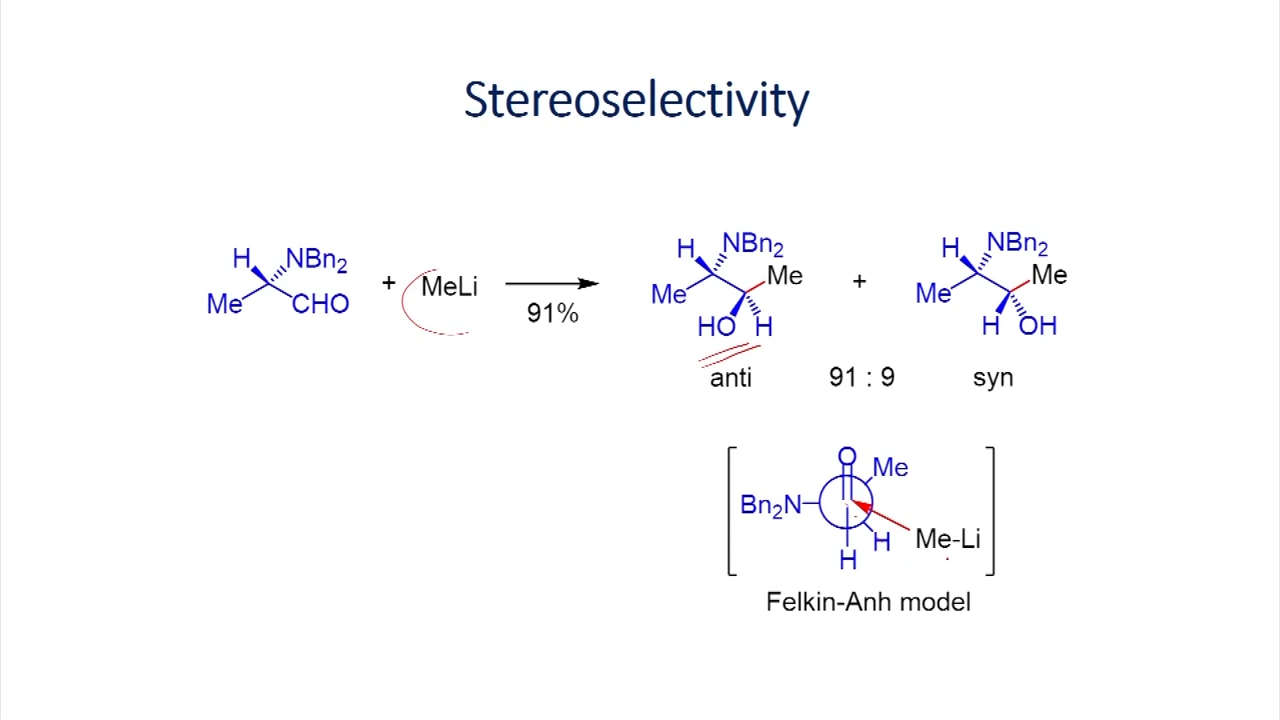 Stereoselectivity
H NBn₂ Me CHO + MeLi 91% H NBn₂ Me Me HO H + H NBn₂ Me Me H OH
anti 91 : 9 syn
O Me Bn₂N H H Me-Li
Felkin-Anh model